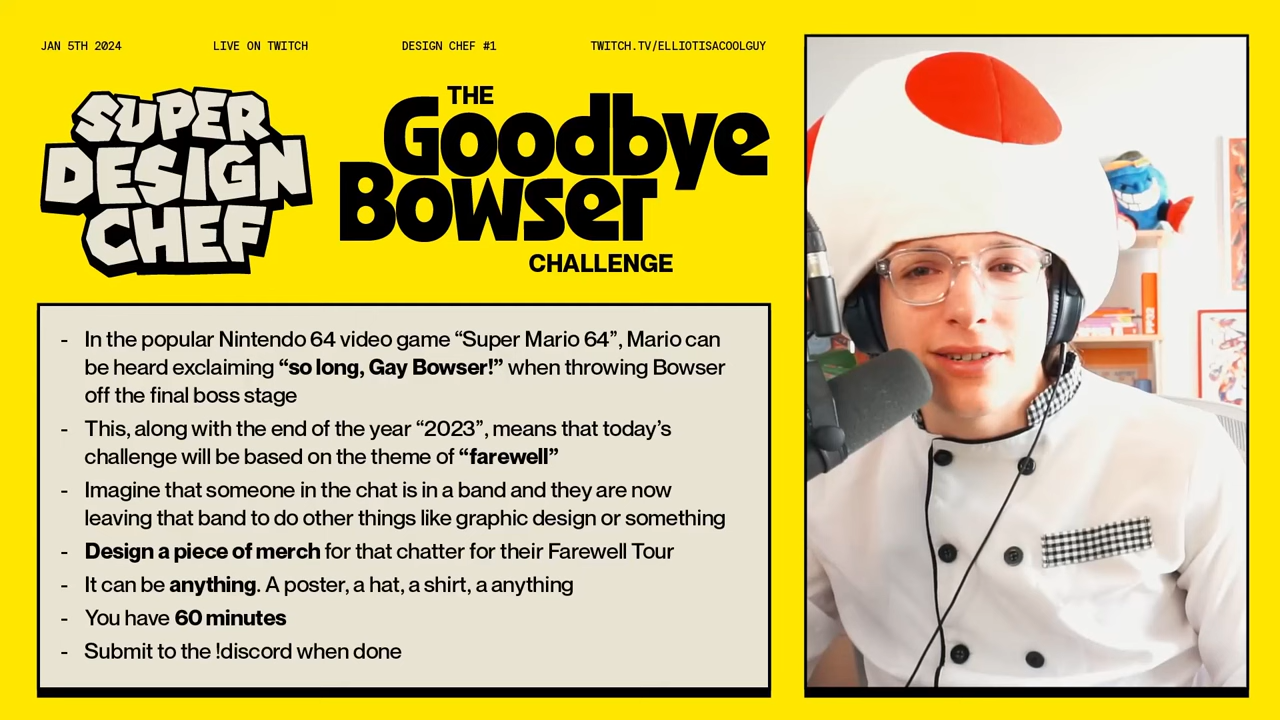 JAN 5TH 2024 LIVE ON TWITCH DESIGN CHEF #1 TWITCH.TV/ELLIOTISACOOLGUY
SUPER
DESIGN
CHEF
THE
Goodbye
Bowser
CHALLENGE
- In the popular Nintendo 64 video game “Super Mario 64”, Mario can
be heard exclaiming “so long, Gay Bowser!” when throwing Bowser
off the final boss stage
- This, along with the end of the year “2023”, means that today’s
challenge will be based on the theme of “farewell”
- Imagine that someone in the chat is in a band and they are now
leaving that band to do other things like graphic design or something
- Design a piece of merch for that chatter for their Farewell Tour
- It can be anything. A poster, a hat, a shirt, a anything
- You have 60 minutes
- Submit to the !discord when done